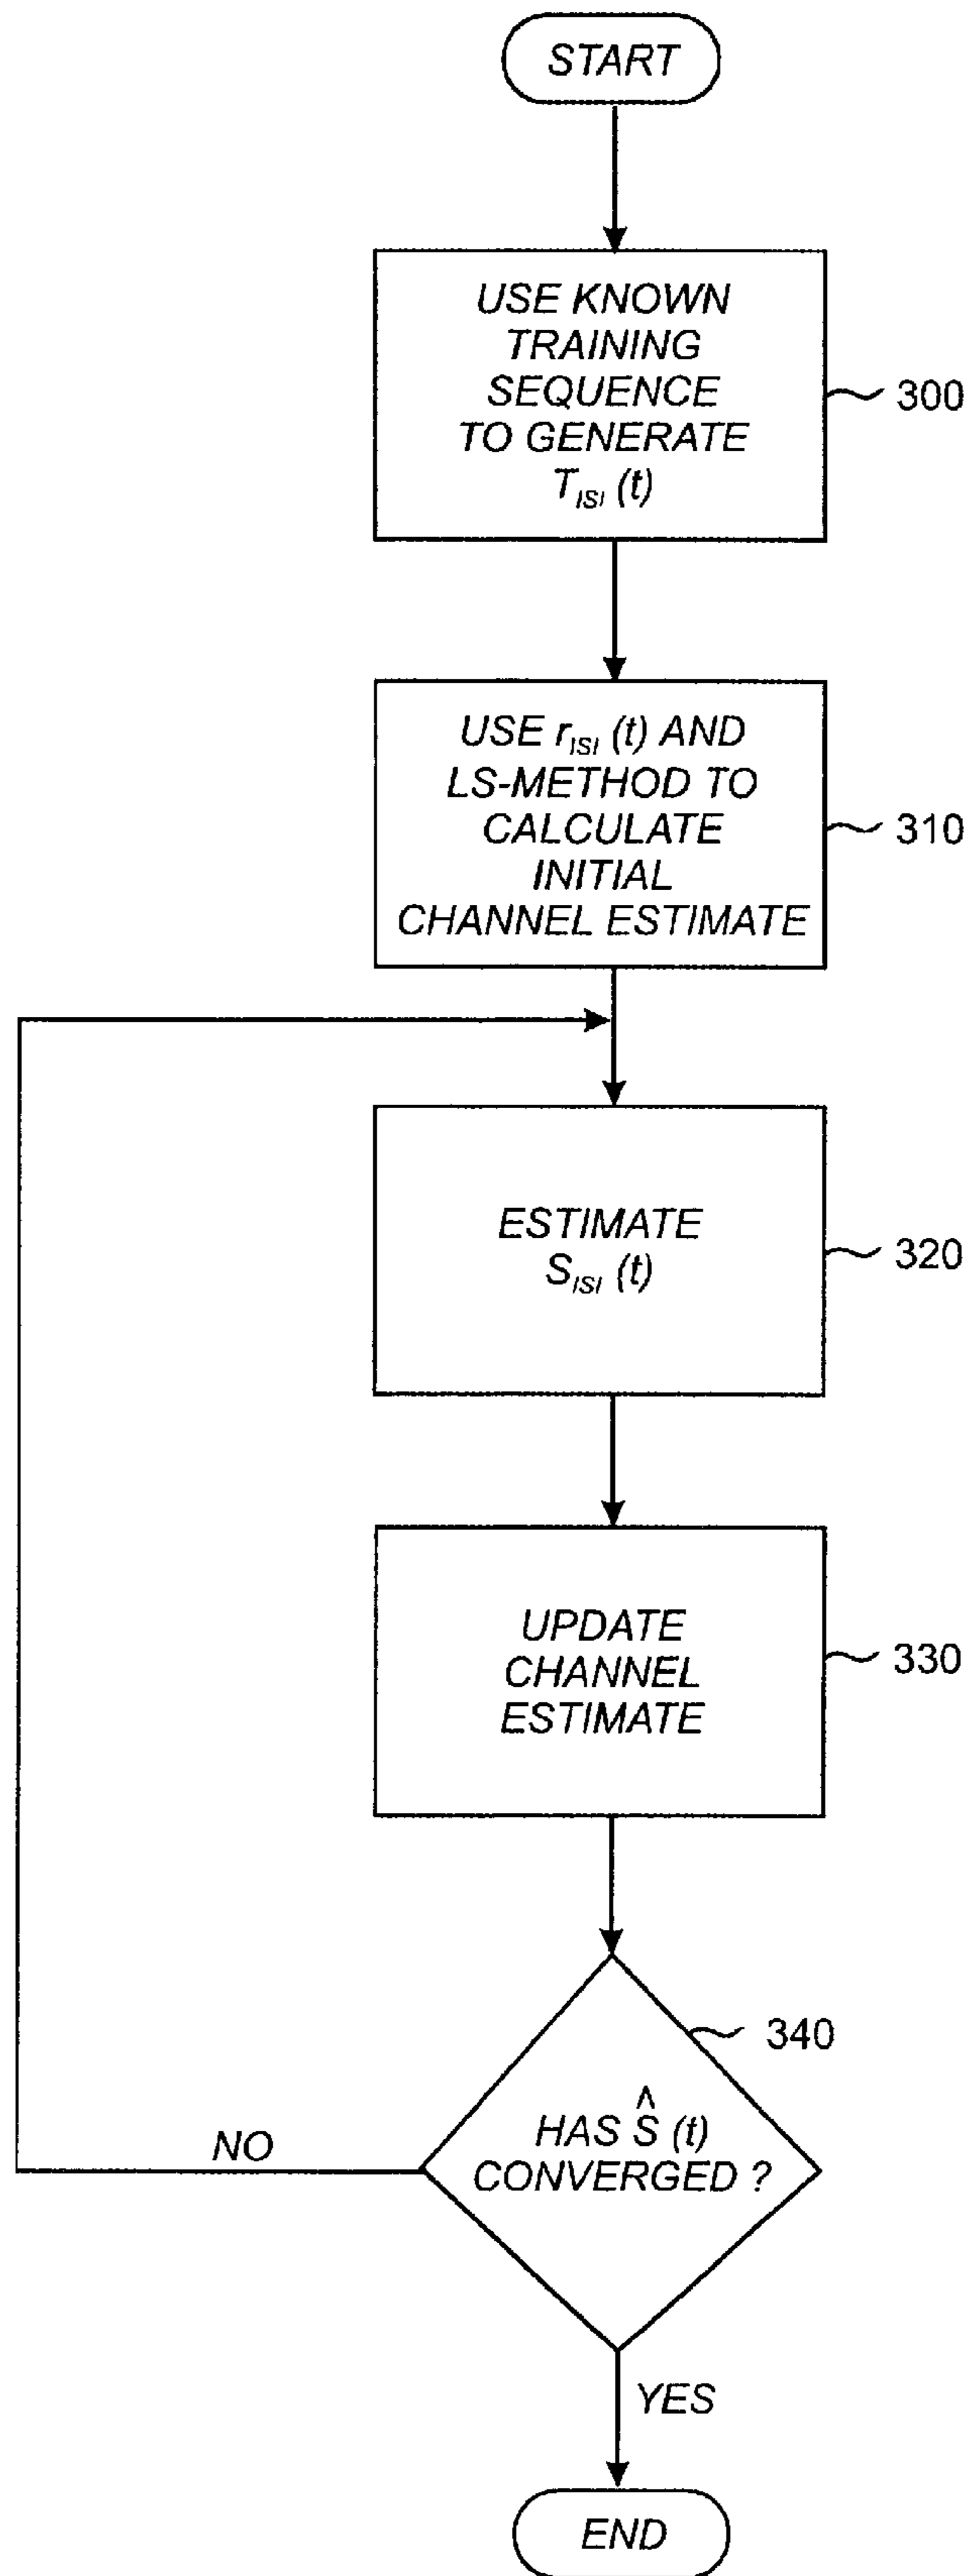 START
USE KNOWN
TRAINING
SEQUENCE
TO GENERATE
T_ISI (t)
300
USE r_ISI (t) AND
LS-METHOD TO
CALCULATE
INITIAL
CHANNEL ESTIMATE
310
ESTIMATE
S_ISI (t)
320
UPDATE
CHANNEL
ESTIMATE
330
340
HAS Ŝ (t)
CONVERGED ?
NO
YES
END